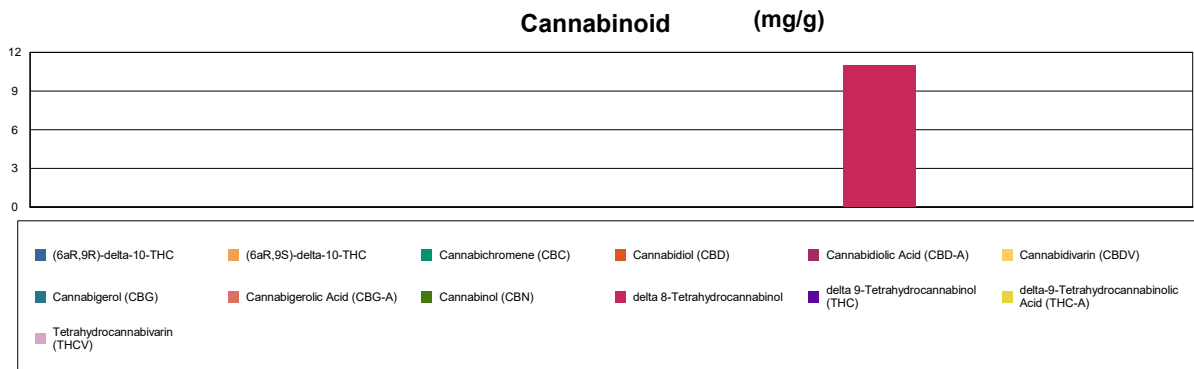 Cannabinoid (mg/g)
12
9
6
3
0
(6aR,9R)-delta-10-THC
(6aR,9S)-delta-10-THC
Cannabichromene (CBC)
Cannabidiol (CBD)
Cannabidiolic Acid (CBD-A)
Cannabidivarin (CBDV)
Cannabigerol (CBG)
Cannabigerolic Acid (CBG-A)
Cannabinol (CBN)
delta 8-Tetrahydrocannabinol
delta 9-Tetrahydrocannabinol
(THC)
delta-9-Tetrahydrocannabinolic
Acid (THC-A)
Tetrahydrocannabivarin
(THCV)